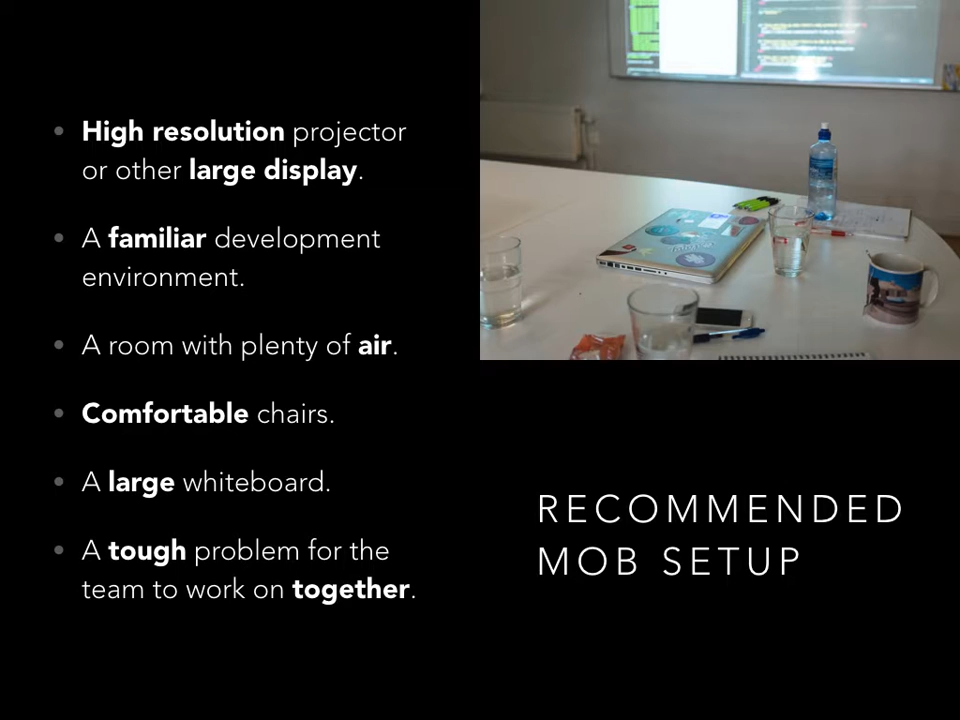 • High resolution projector
or other large display.
• A familiar development
environment.
• A room with plenty of air.
• Comfortable chairs.
• A large whiteboard.
• A tough problem for the
team to work on together.
RECOMMENDED
MOB SETUP